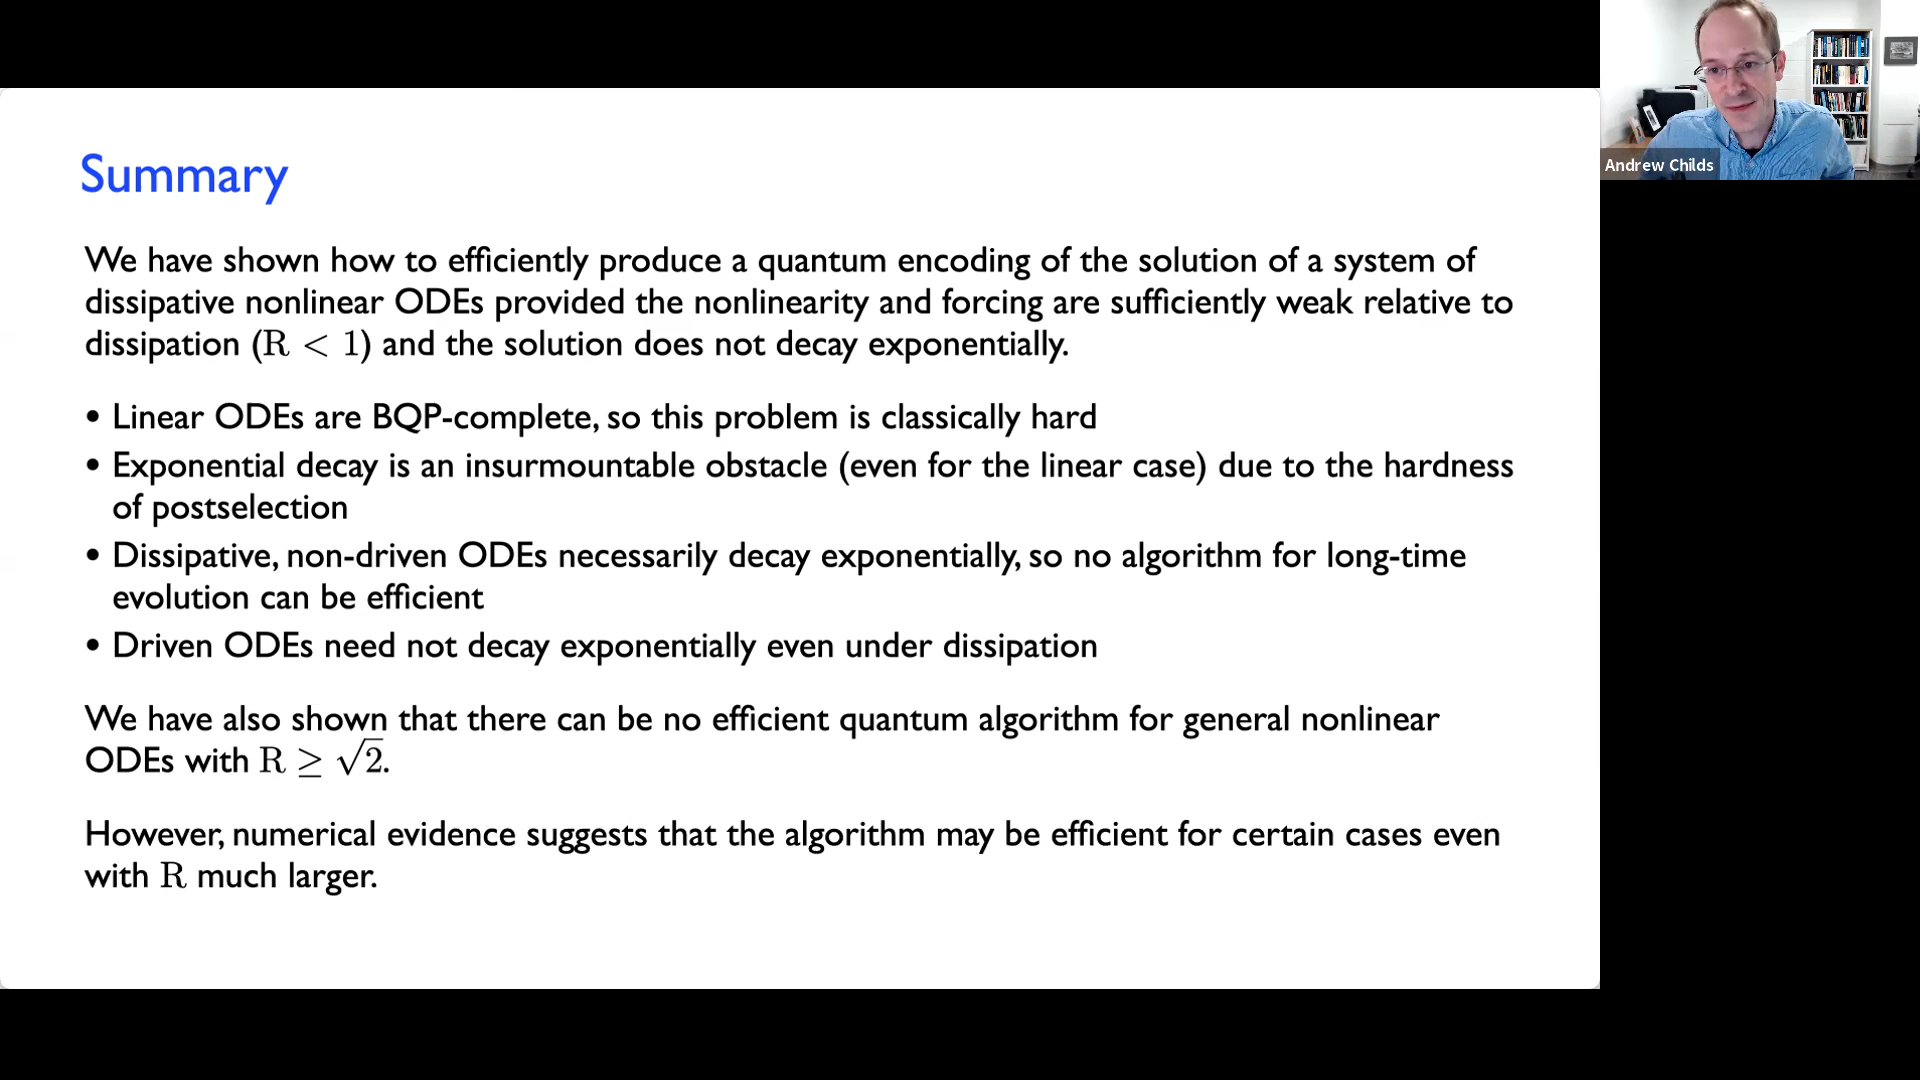 Andrew Childs
Summary
We have shown how to efficiently produce a quantum encoding of the solution of a system of
dissipative nonlinear ODEs provided the nonlinearity and forcing are sufficiently weak relative to
dissipation (R < 1) and the solution does not decay exponentially.
• Linear ODEs are BQP-complete, so this problem is classically hard
• Exponential decay is an insurmountable obstacle (even for the linear case) due to the hardness
of postselection
• Dissipative, non-driven ODEs necessarily decay exponentially, so no algorithm for long-time
evolution can be efficient
• Driven ODEs need not decay exponentially even under dissipation
We have also shown that there can be no efficient quantum algorithm for general nonlinear
ODEs with R ≥ √2.
However, numerical evidence suggests that the algorithm may be efficient for certain cases even
with R much larger.